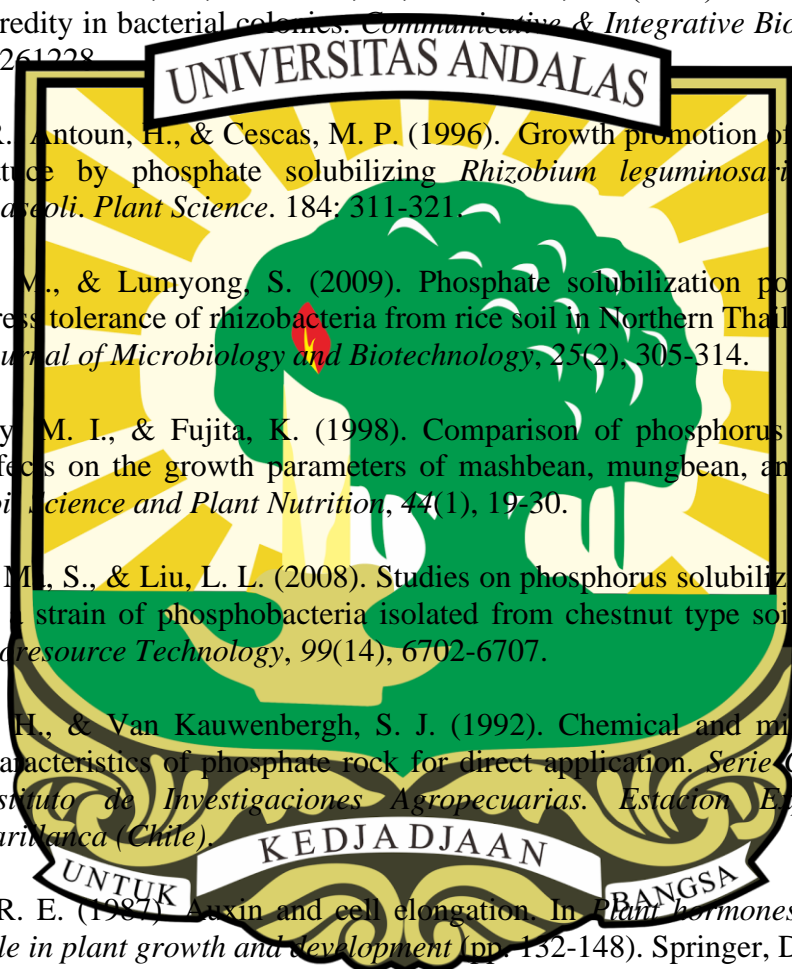 redity in bacterial colonies. Communicative & Integrative Bio
261228
UNIVERSITAS ANDALAS
R. Antoun, H., & Cescas, M. P. (1996). Growth promotion of
tuce by phosphate solubilizing Rhizobium leguminosari
aseoli. Plant Science. 184: 311-321.
M., & Lumyong, S. (2009). Phosphate solubilization po
ress tolerance of rhizobacteria from rice soil in Northern Thail
urnal of Microbiology and Biotechnology, 25(2), 305-314.
y, M. I., & Fujita, K. (1998). Comparison of phosphorus
fects on the growth parameters of mashbean, mungbean, an
oil Science and Plant Nutrition, 44(1), 19-30.
Ma, S., & Liu, L. L. (2008). Studies on phosphorus solubiliz
a strain of phosphobacteria isolated from chestnut type soi
oresource Technology, 99(14), 6702-6707.
H., & Van Kauwenbergh, S. J. (1992). Chemical and mi
aracteristics of phosphate rock for direct application. Serie
stituto de Investigaciones Agropecuarias. Estacion Exp
arillanca (Chile).
KEDJADJAAN
UNTUK
BANGSA
R. E. (1987). Auxin and cell elongation. In Plant hormones
le in plant growth and development (pp. 132-148). Springer, D